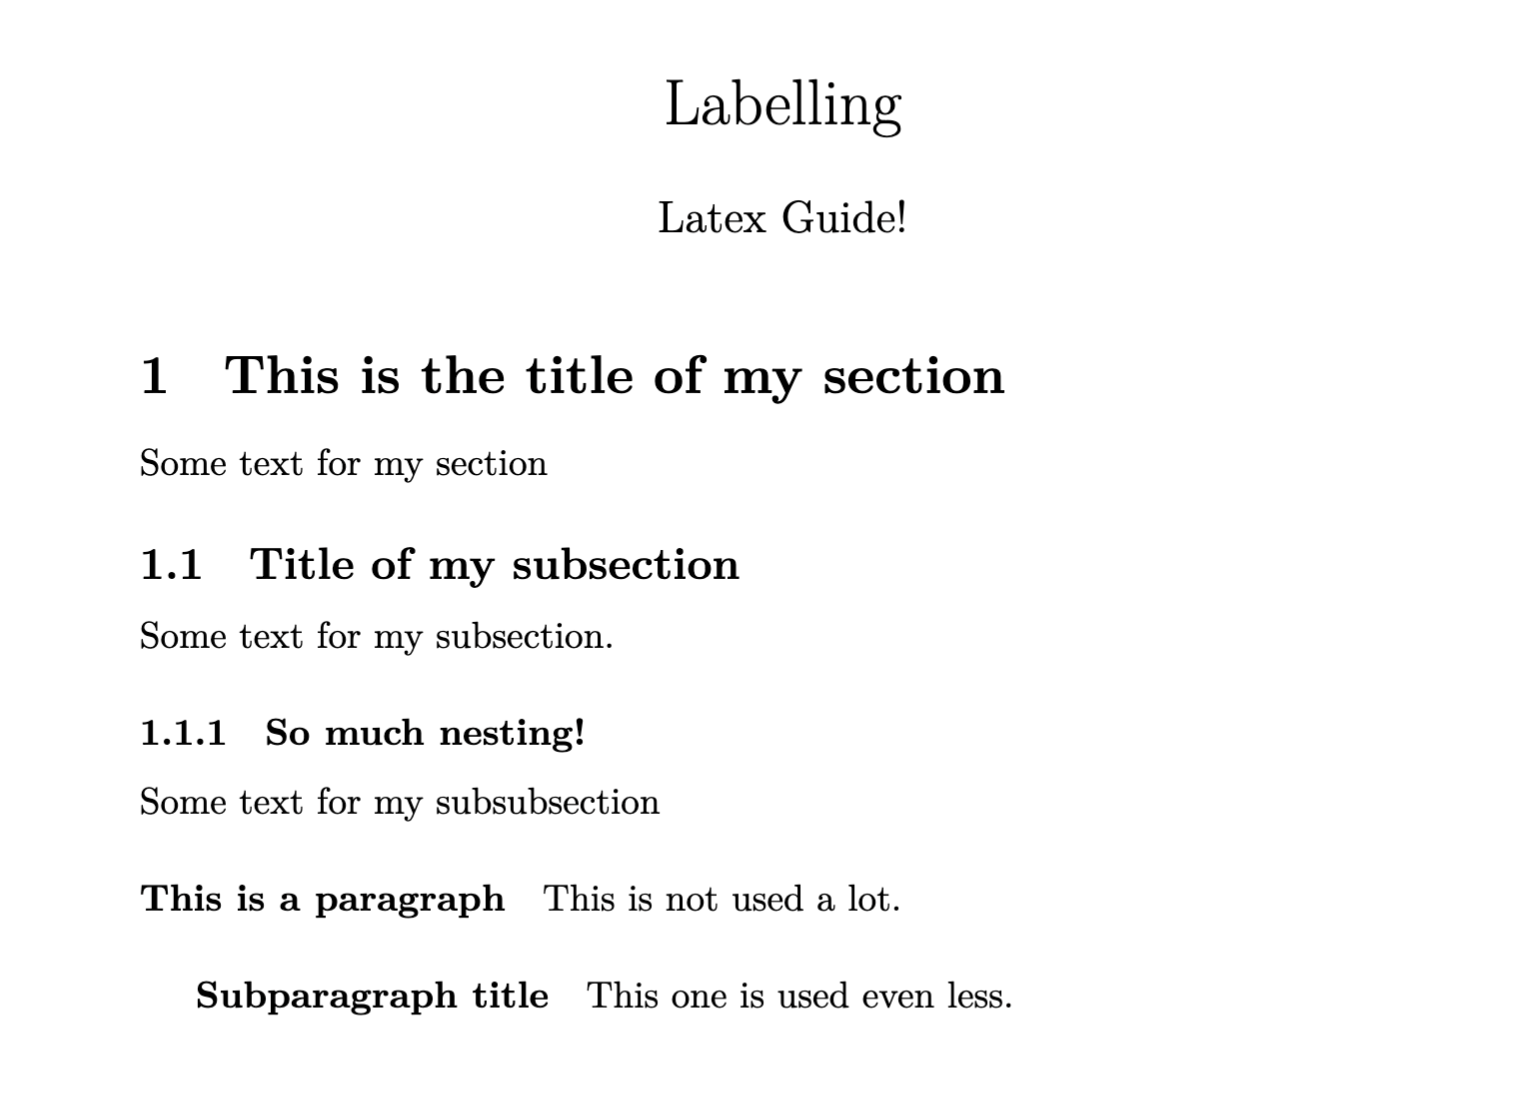 Labelling
Latex Guide!
1 This is the title of my section
Some text for my section
1.1 Title of my subsection
Some text for my subsection.
1.1.1 So much nesting!
Some text for my subsubsection
This is a paragraph This is not used a lot.
Subparagraph title This one is used even less.